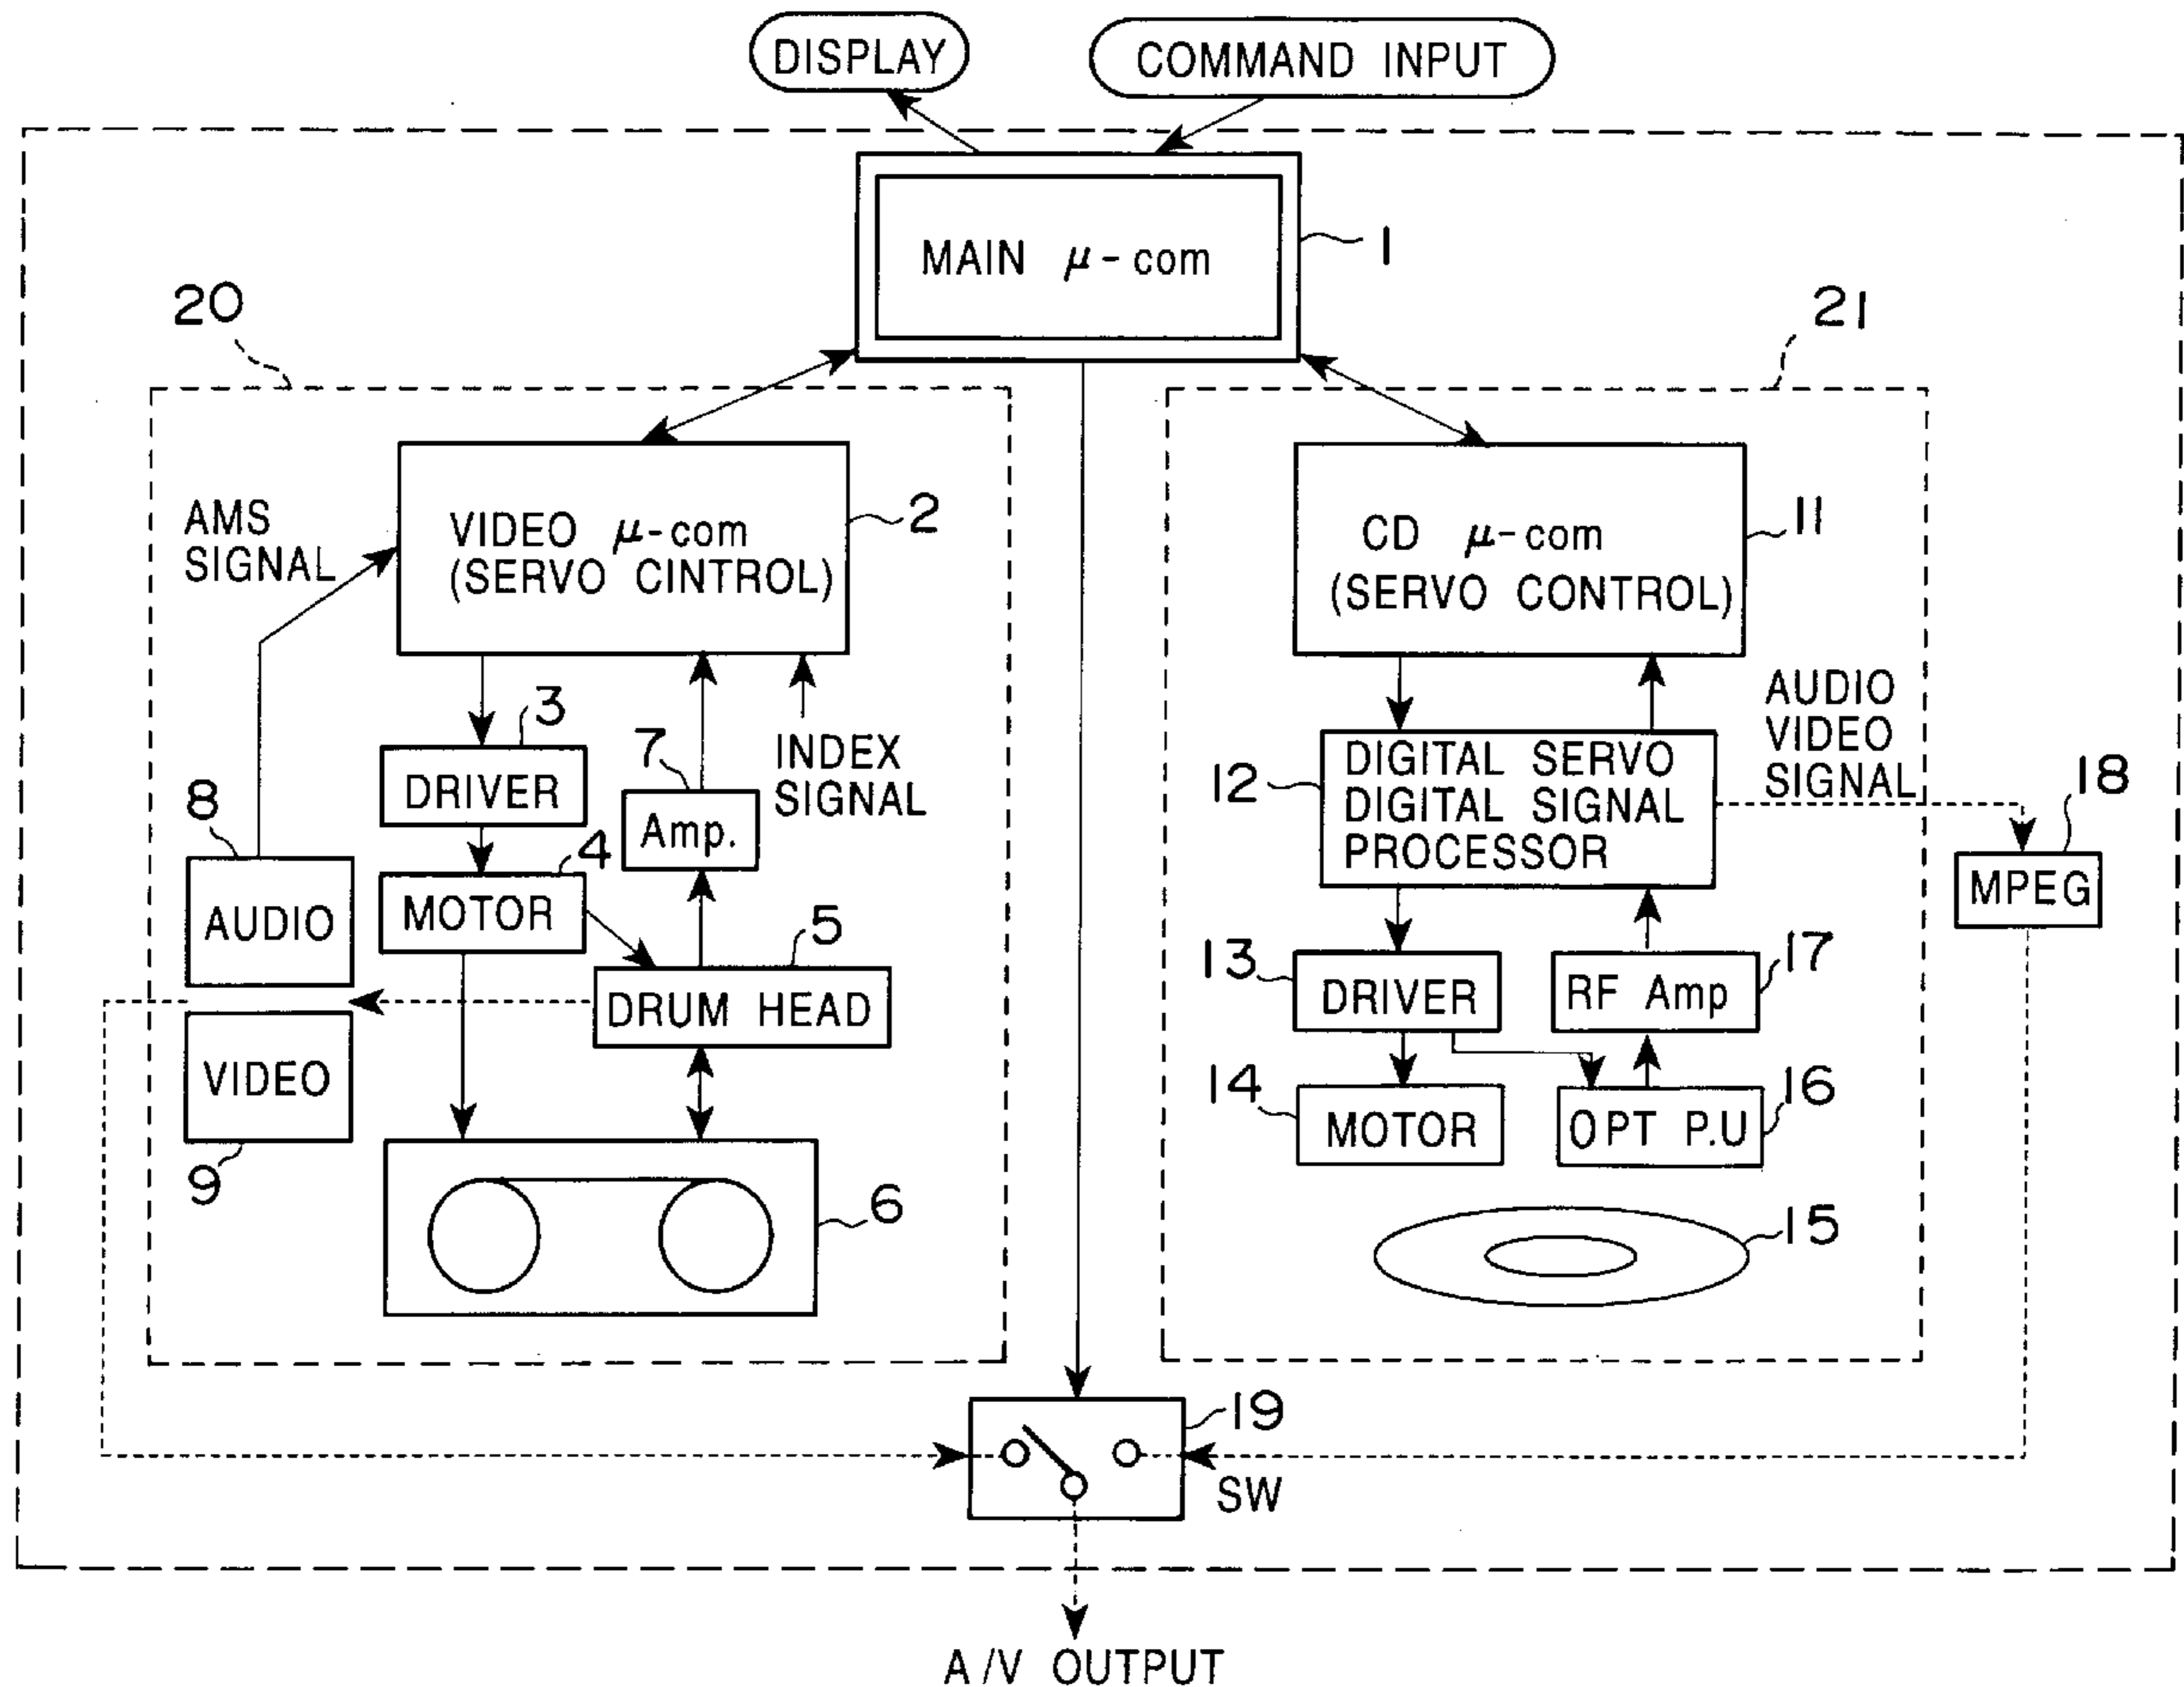 DISPLAY
COMMAND INPUT
MAIN μ-com
1
20
21
AMS
SIGNAL
VIDEO μ-com
(SERVO CINTROL)
2
CD μ-com
(SERVO CONTROL)
11
3
DRIVER
7
Amp.
INDEX
SIGNAL
AUDIO
VIDEO
SIGNAL
12
DIGITAL SERVO
DIGITAL SIGNAL
PROCESSOR
18
MPEG
8
AUDIO
4
MOTOR
5
DRUM HEAD
13
DRIVER
17
RF Amp
VIDEO
9
14
MOTOR
16
OPT P.U
6
15
19
SW
A/V OUTPUT